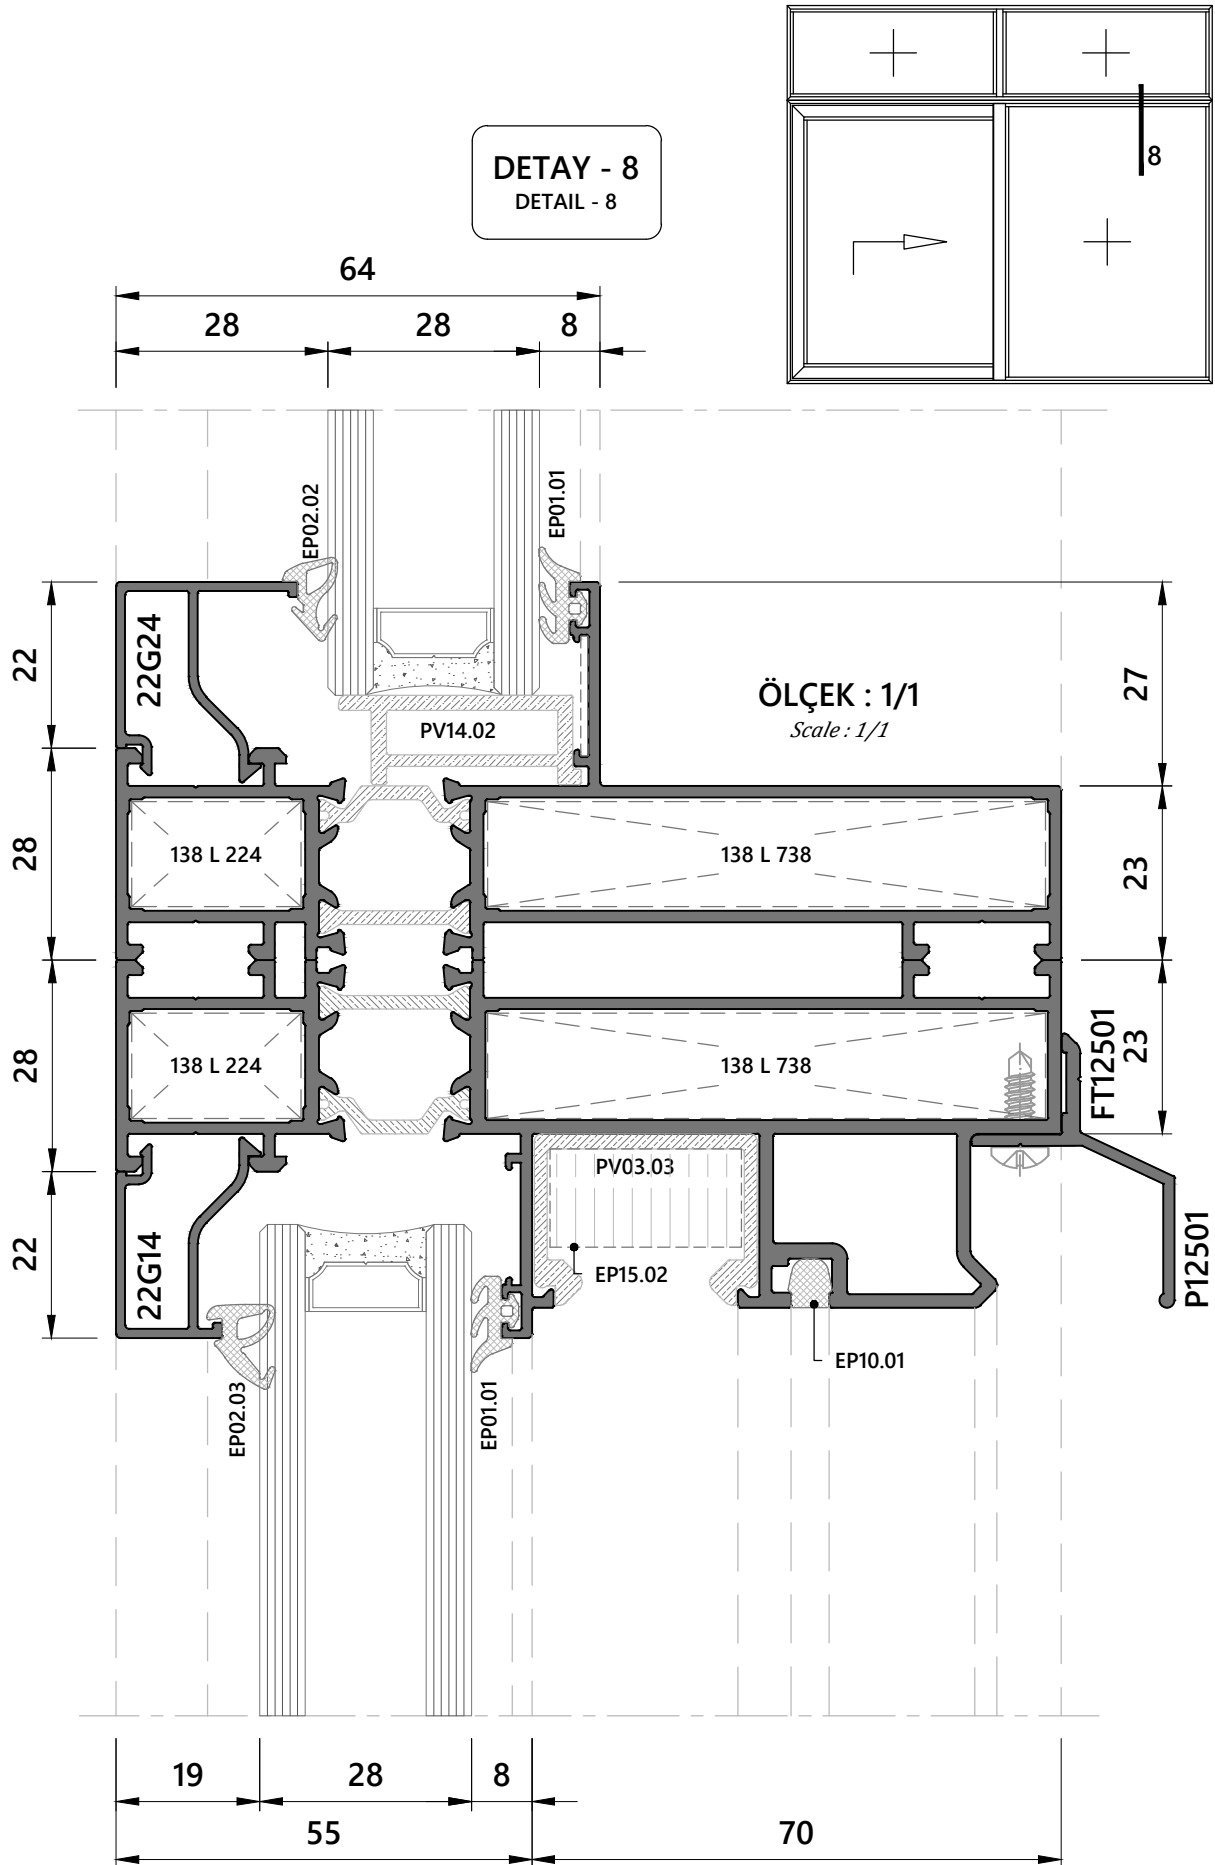 8
DETAY - 8
DETAIL - 8
64
28
28
8
EP02.02
EP01.01
22
22G24
27
ÖLÇEK : 1/1
Scale : 1/1
PV14.02
28
138 L 224
138 L 738
23
28
138 L 224
138 L 738
FT12501
23
PV03.03
22
22G14
EP15.02
P12501
EP10.01
EP02.03
EP01.01
19
28
8
55
70